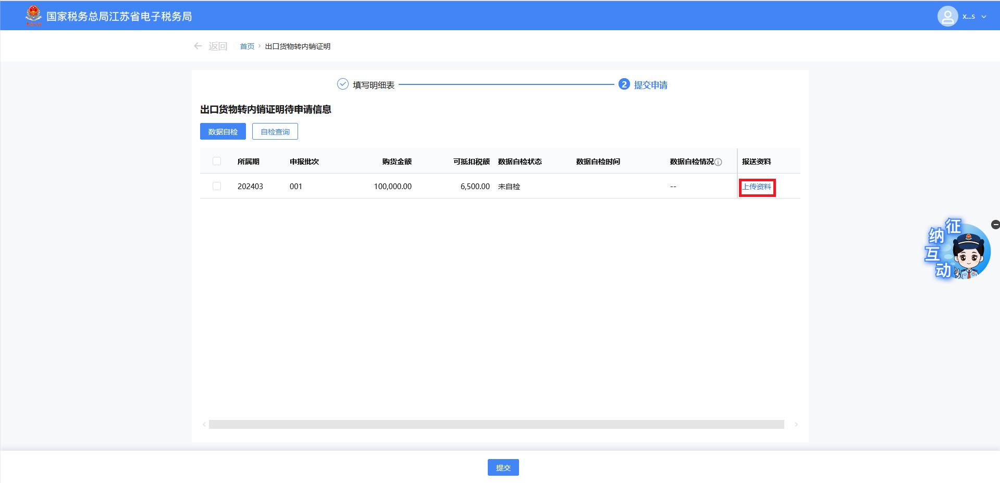 国家税务总局江苏省电子税务局
x...s
返回 首页 > 出口货物转内销证明
填写明细表 2 提交申请
出口货物转内销证明待申请信息
数据自检 自检查询
所属期 申报批次 购货金额 可抵扣税额 数据自检状态 数据自检时间 数据自检情况 报送资料
202403 001 100,000.00 6,500.00 未自检 -- 上传资料
征纳互动
提交